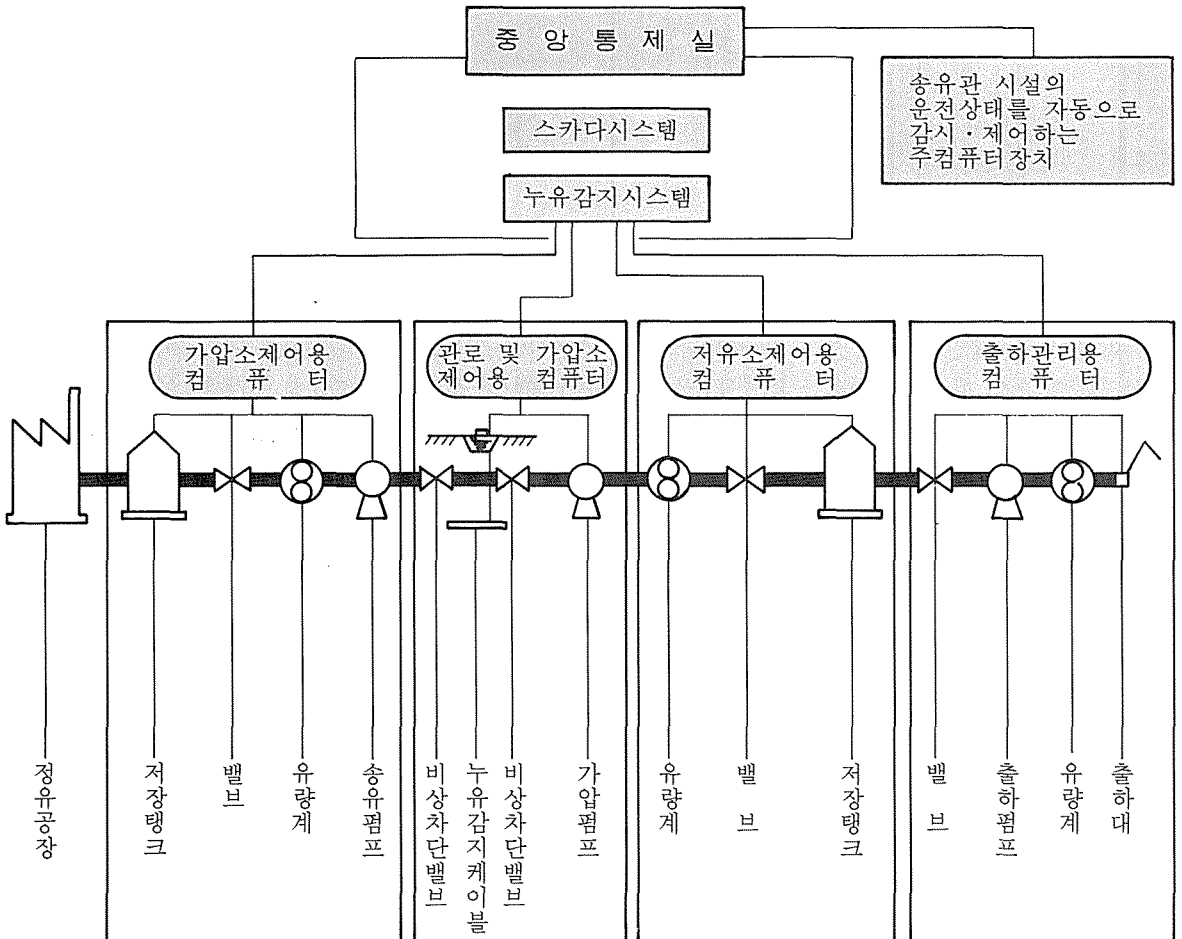 중 앙 통 제 실
송유관 시설의
운전상태를 자동으로
감시·제어하는
주컴퓨터장치
스카다시스템
누유감지시스템
가압소제어용
컴 퓨 터
관로 및 가압소
제어용 컴퓨터
저유소제어용
컴 퓨 터
출하관리용
컴 퓨 터
정유공장
저장탱크
밸브
유량계
송유펌프
비상차단밸브
누유감지케이블
비상차단밸브
가압펌프
유량계
밸 브
저장탱크
밸 브
출하펌프
유량계
출하대